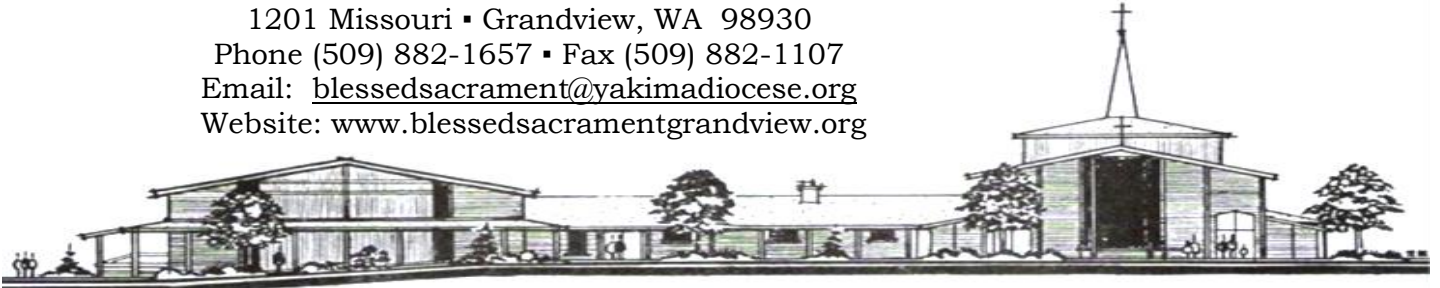 1201 Missouri ▪ Grandview, WA  98930
Phone (509) 882-1657 ▪ Fax (509) 882-1107
Email:  blessedsacrament@yakimadiocese.org
Website: www.blessedsacramentgrandview.org